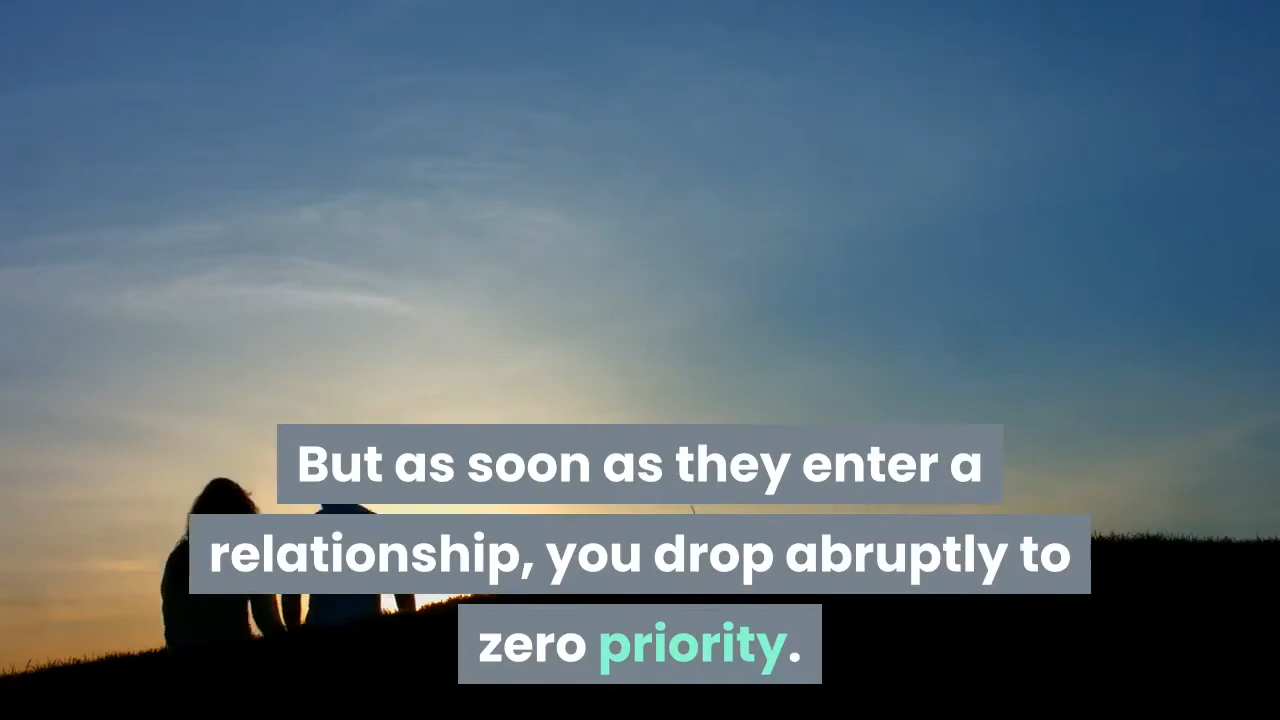 But as soon as they enter a
relationship, you drop abruptly to
zero priority.